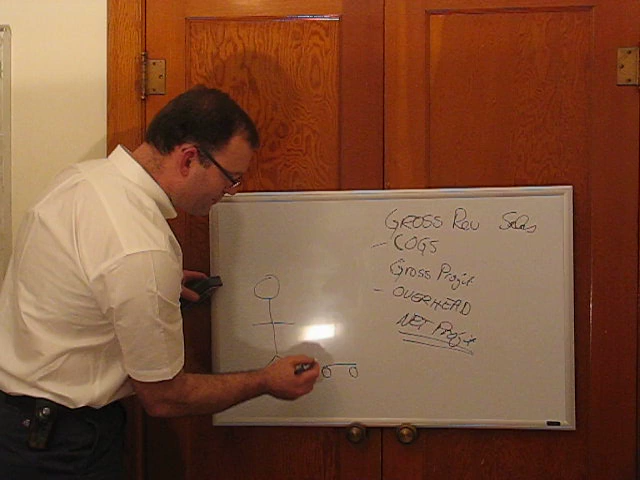 GROSS Rev Sales
- COGS
Gross Profit
- OVERHEAD
NET Profit